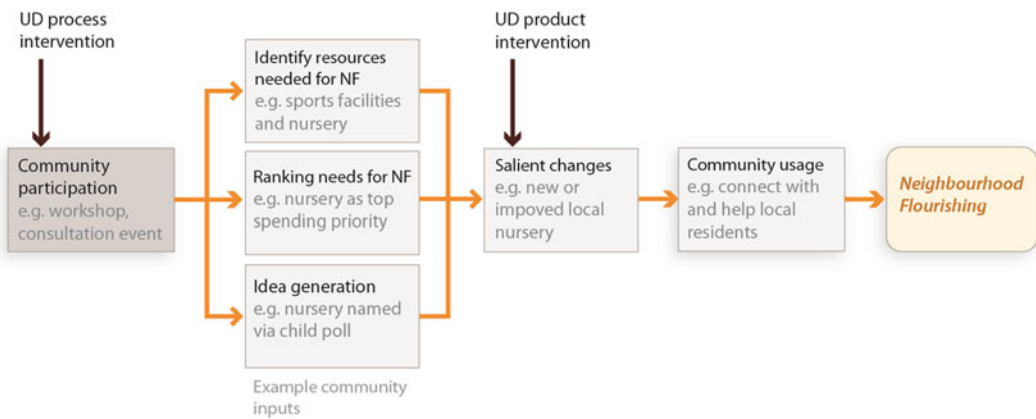 UD process
intervention
UD product
intervention
Community
participation
e.g. workshop,
consultation event
Identify resources
needed for NF
e.g. sports facilities
and nursery
Ranking needs for NF
e.g. nursery as top
spending priority
Idea generation
e.g. nursery named
via child poll
Example community
inputs
Salient changes
e.g. new or
impoved local
nursery
Community usage
e.g. connect with
and help local
residents
Neighbourhood
Flourishing